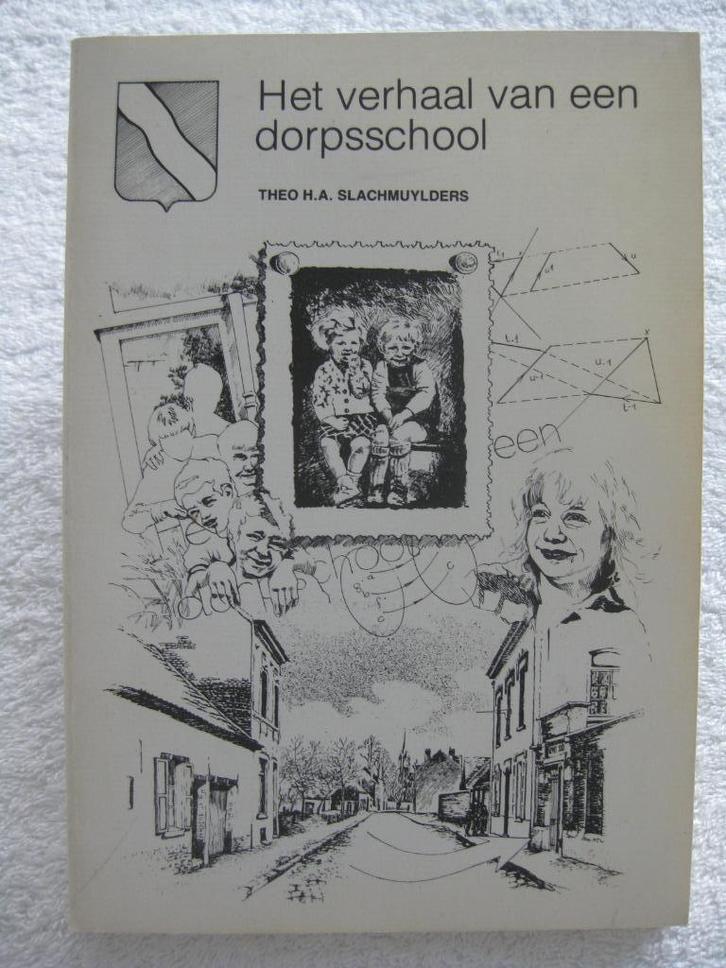 Het verhaal van een
dorpsschool
THEO H.A. SLACHMUYLDERS
een